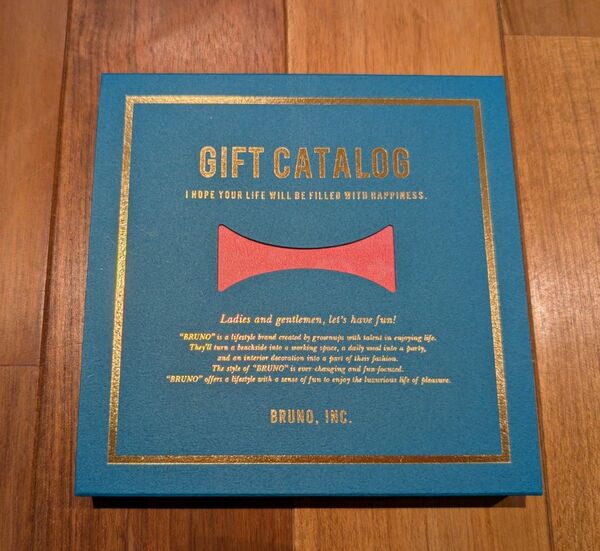 GIFT CATALOG
I HOPE YOUR LIFE WILL BE FILLED WITH HAPPINESS.
Ladies and gentlemen, let's have fun!
"BRUNO" is a lifestyle brand created by grownups with talent in enjoying life.
They'll turn a beachside into a working space, a daily meal into a party,
and an interior decoration into a part of their fashion.
The style of "BRUNO" is ever-changing and fun-focused.
"BRUNO" offers a lifestyle with a sense of fun to enjoy the luxurious life of pleasure.
BRUNO, INC.